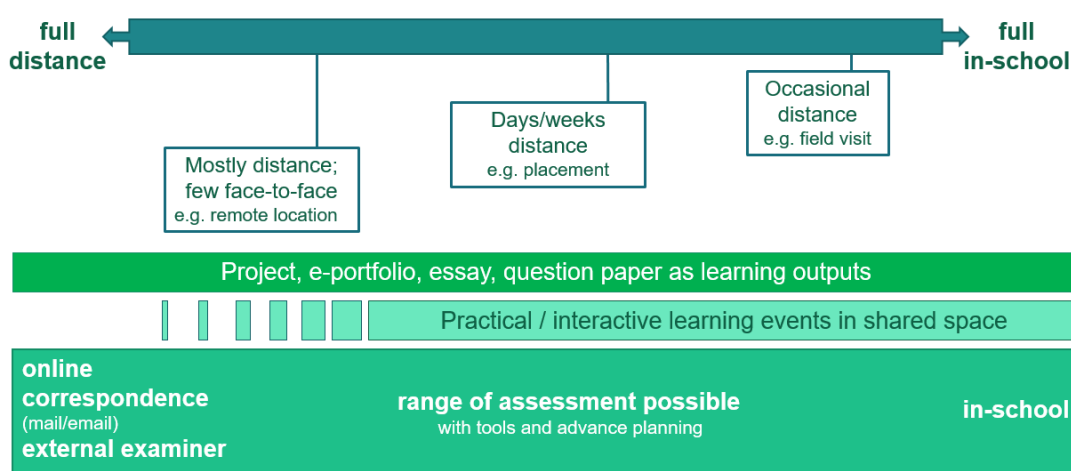 full
distance
full
in-school
Mostly distance;
few face-to-face
e.g. remote location
Days/weeks
distance
e.g. placement
Occasional
distance
e.g. field visit
Project, e-portfolio, essay, question paper as learning outputs
Practical / interactive learning events in shared space
online
correspondence
(mail/email)
external examiner
range of assessment possible
with tools and advance planning
in-school